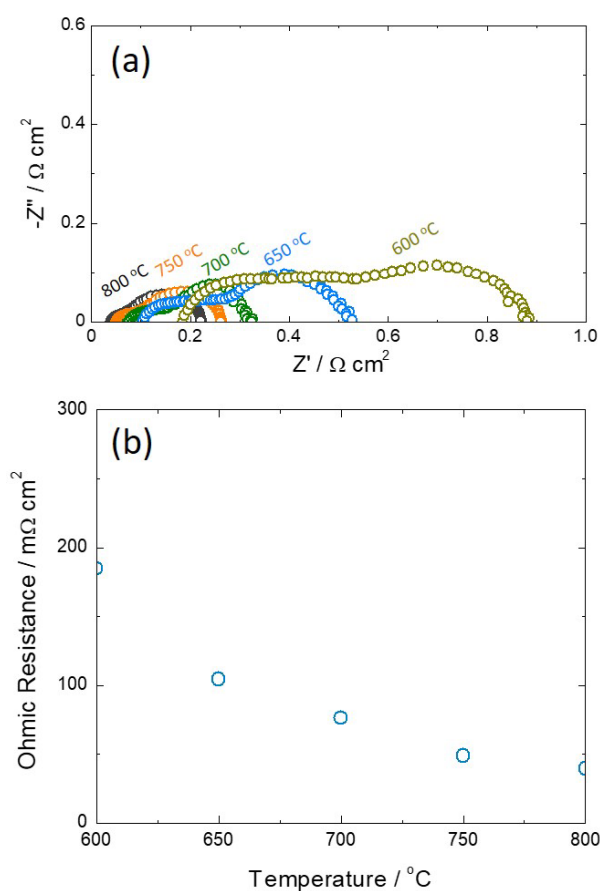 (a)
0.6
0.4
0.2
0
-Z" / Ω cm²
800 °C
750 °C
700 °C
650 °C
600 °C
0 0.2 0.4 0.6 0.8 1.0
Z' / Ω cm²
(b)
300
200
100
0
Ohmic Resistance / mΩ cm²
600 650 700 750 800
Temperature / °C